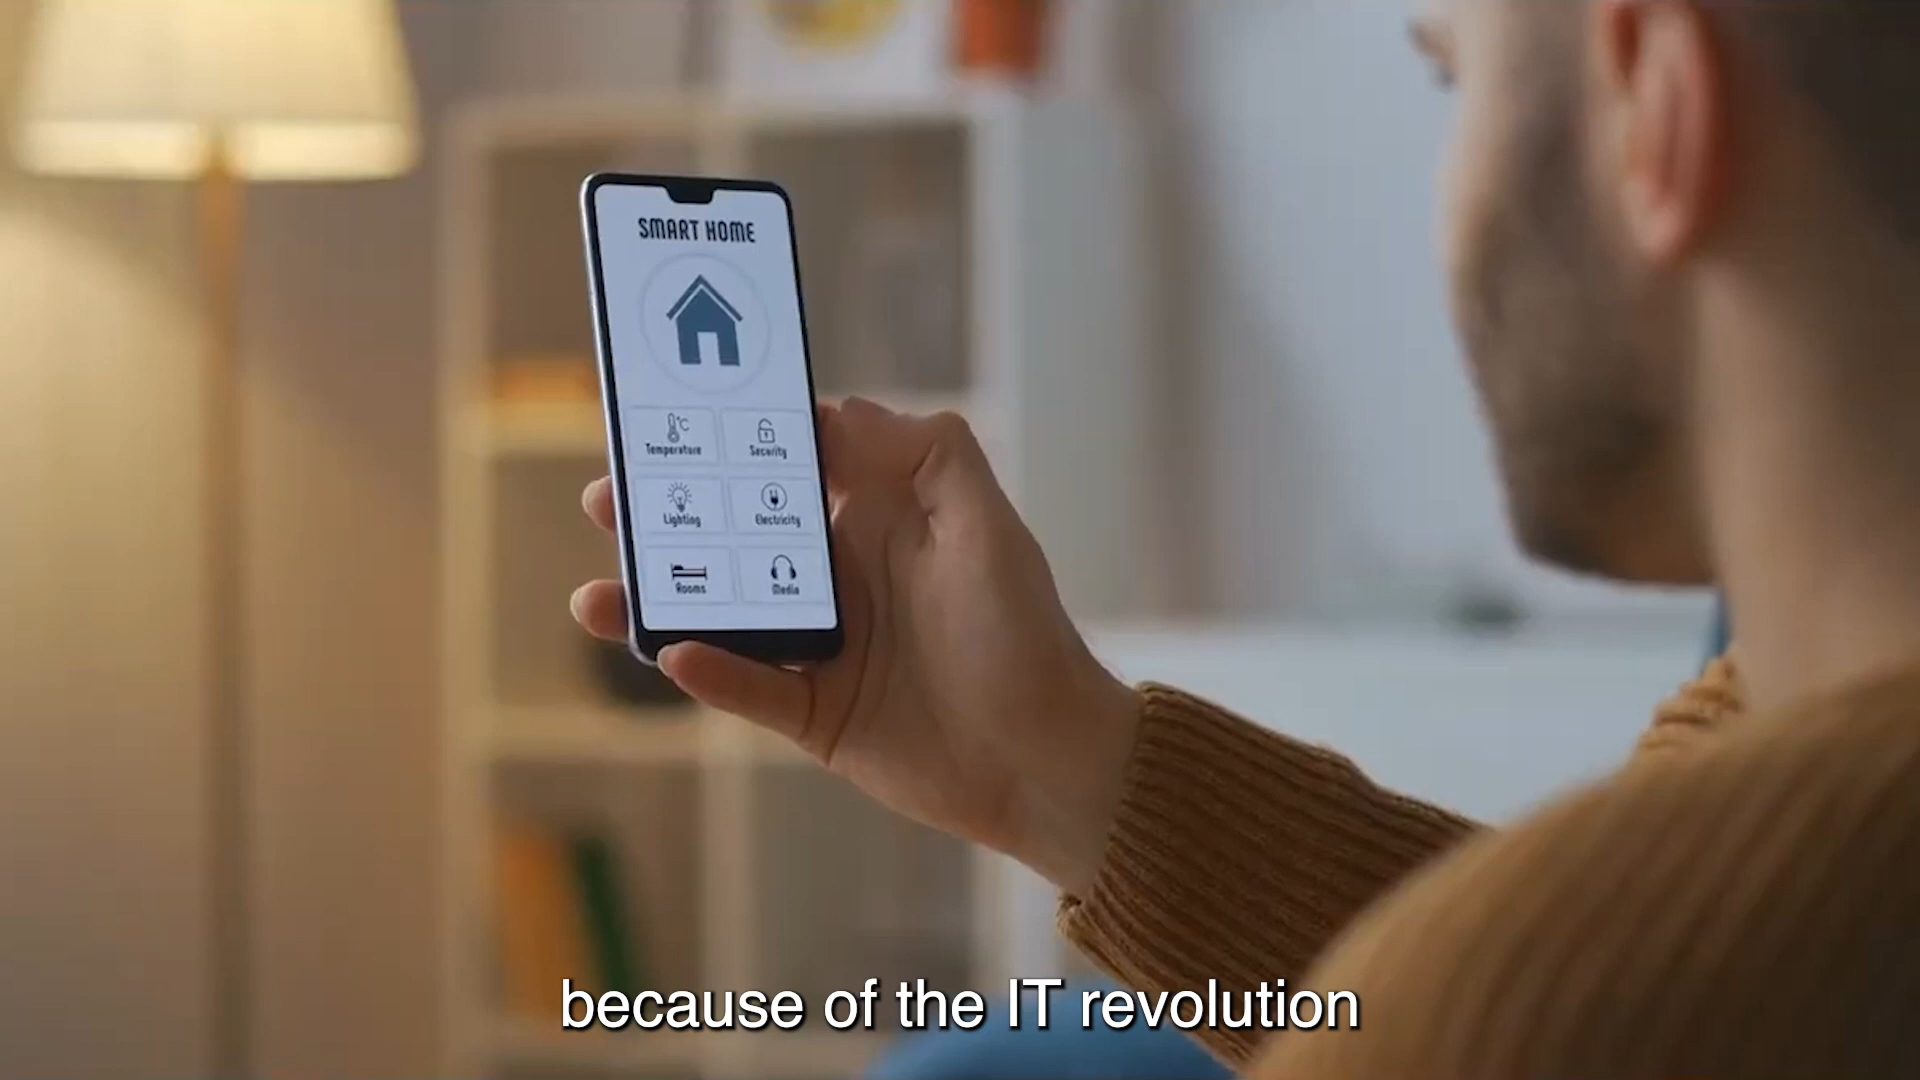 SMART HOME
°C
Temperature
Security
Lighting
Electricity
Rooms
Media
because of the IT revolution